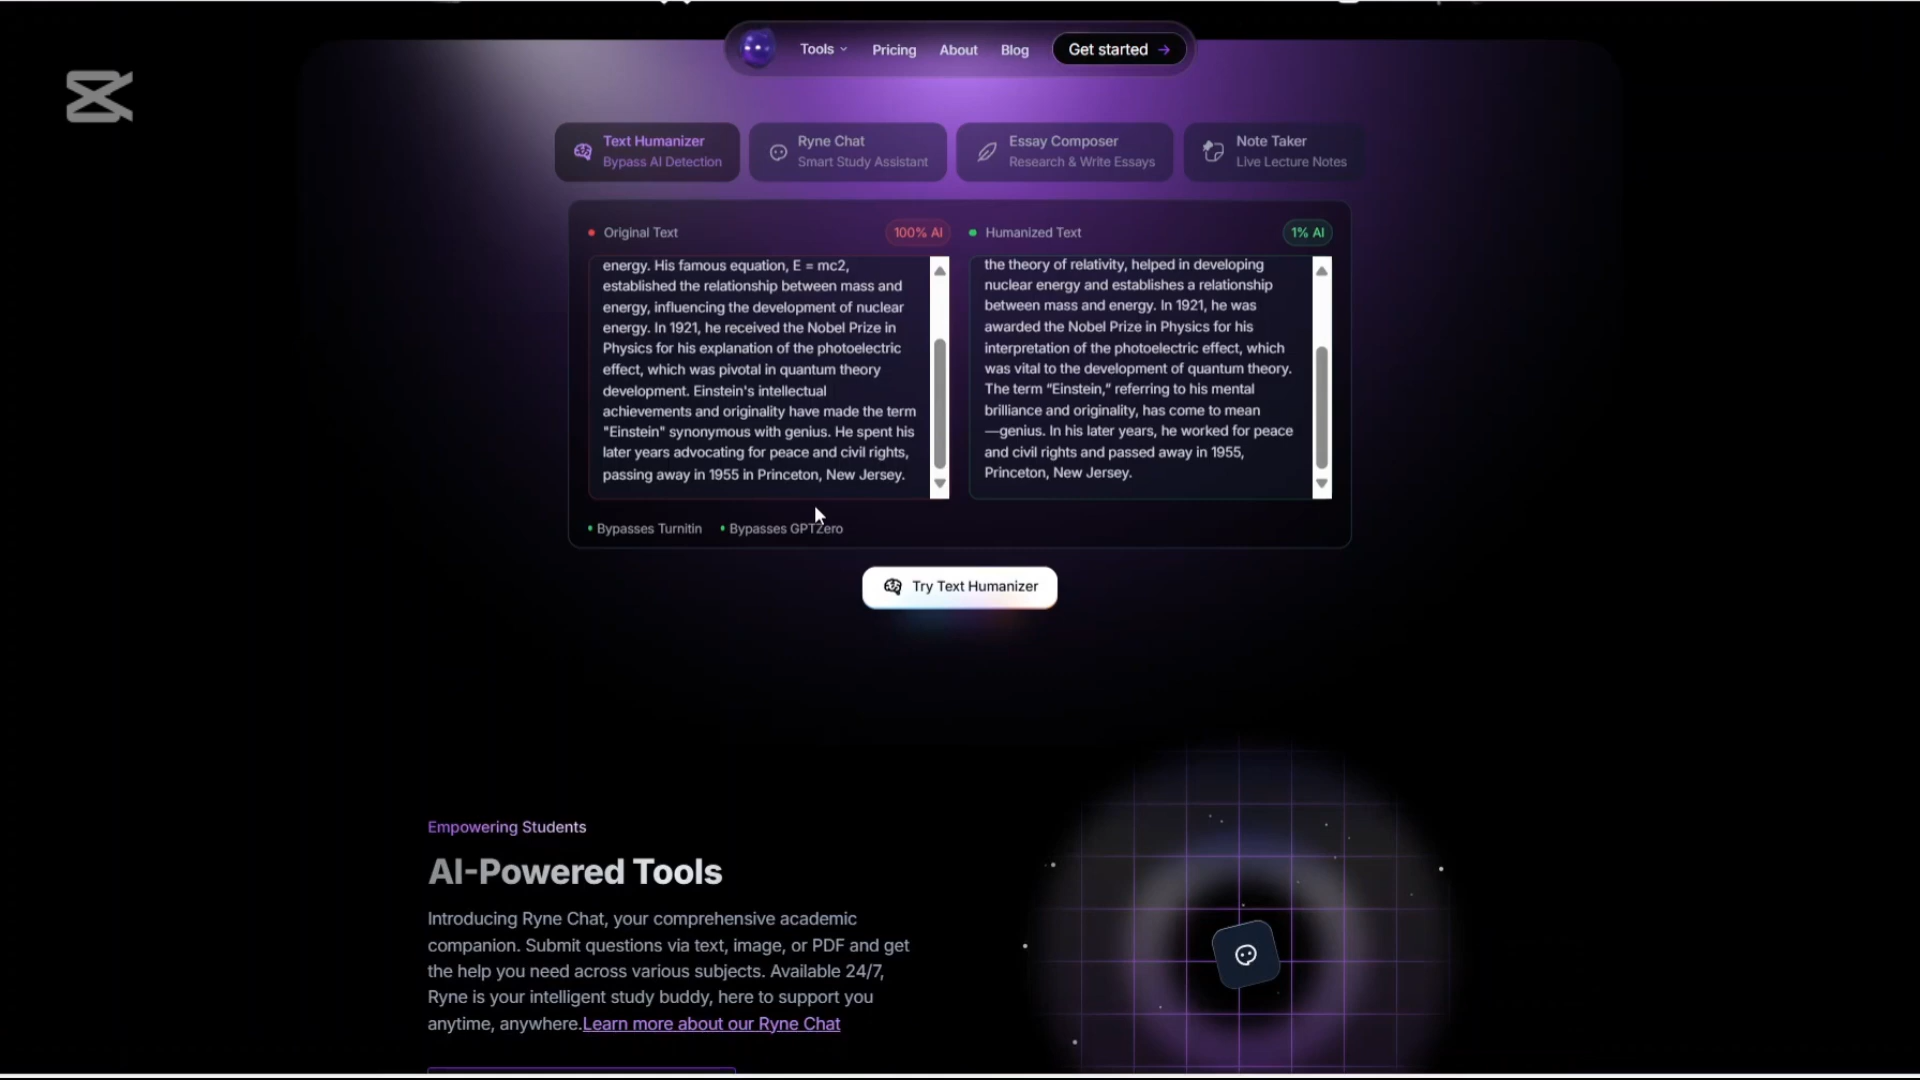 Tools
Pricing
About
Blog
Get started
Text Humanizer
Bypass AI Detection
Ryne Chat
Smart Study Assistant
Essay Composer
Research & Write Essays
Note Taker
Live Lecture Notes
Original Text
100% AI
energy. His famous equation, E = mc2,
established the relationship between mass and
energy, influencing the development of nuclear
energy. In 1921, he received the Nobel Prize in
Physics for his explanation of the photoelectric
effect, which was pivotal in quantum theory
development. Einstein's intellectual
achievements and originality have made the term
"Einstein" synonymous with genius. He spent his
later years advocating for peace and civil rights,
passing away in 1955 in Princeton, New Jersey.
Humanized Text
1% AI
the theory of relativity, helped in developing
nuclear energy and establishes a relationship
between mass and energy. In 1921, he was
awarded the Nobel Prize in Physics for his
interpretation of the photoelectric effect, which
was vital to the development of quantum theory.
The term “Einstein,” referring to his mental
brilliance and originality, has come to mean
—genius. In his later years, he worked for peace
and civil rights and passed away in 1955,
Princeton, New Jersey.
Bypasses Turnitin
Bypasses GPTZero
Try Text Humanizer
Empowering Students
AI-Powered Tools
Introducing Ryne Chat, your comprehensive academic
companion. Submit questions via text, image, or PDF and get
the help you need across various subjects. Available 24/7,
Ryne is your intelligent study buddy, here to support you
anytime, anywhere.Learn more about our Ryne Chat